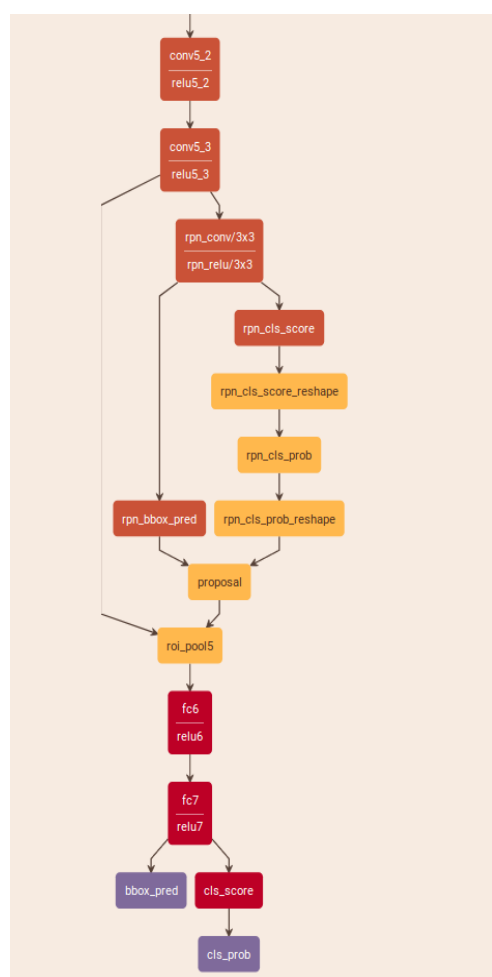 conv5_2
relu5_2
conv5_3
relu5_3
rpn_conv/3x3
rpn_relu/3x3
rpn_cls_score
rpn_cls_score_reshape
rpn_cls_prob
rpn_bbox_pred
rpn_cls_prob_reshape
proposal
roi_pool5
fc6
relu6
fc7
relu7
bbox_pred
cls_score
cls_prob